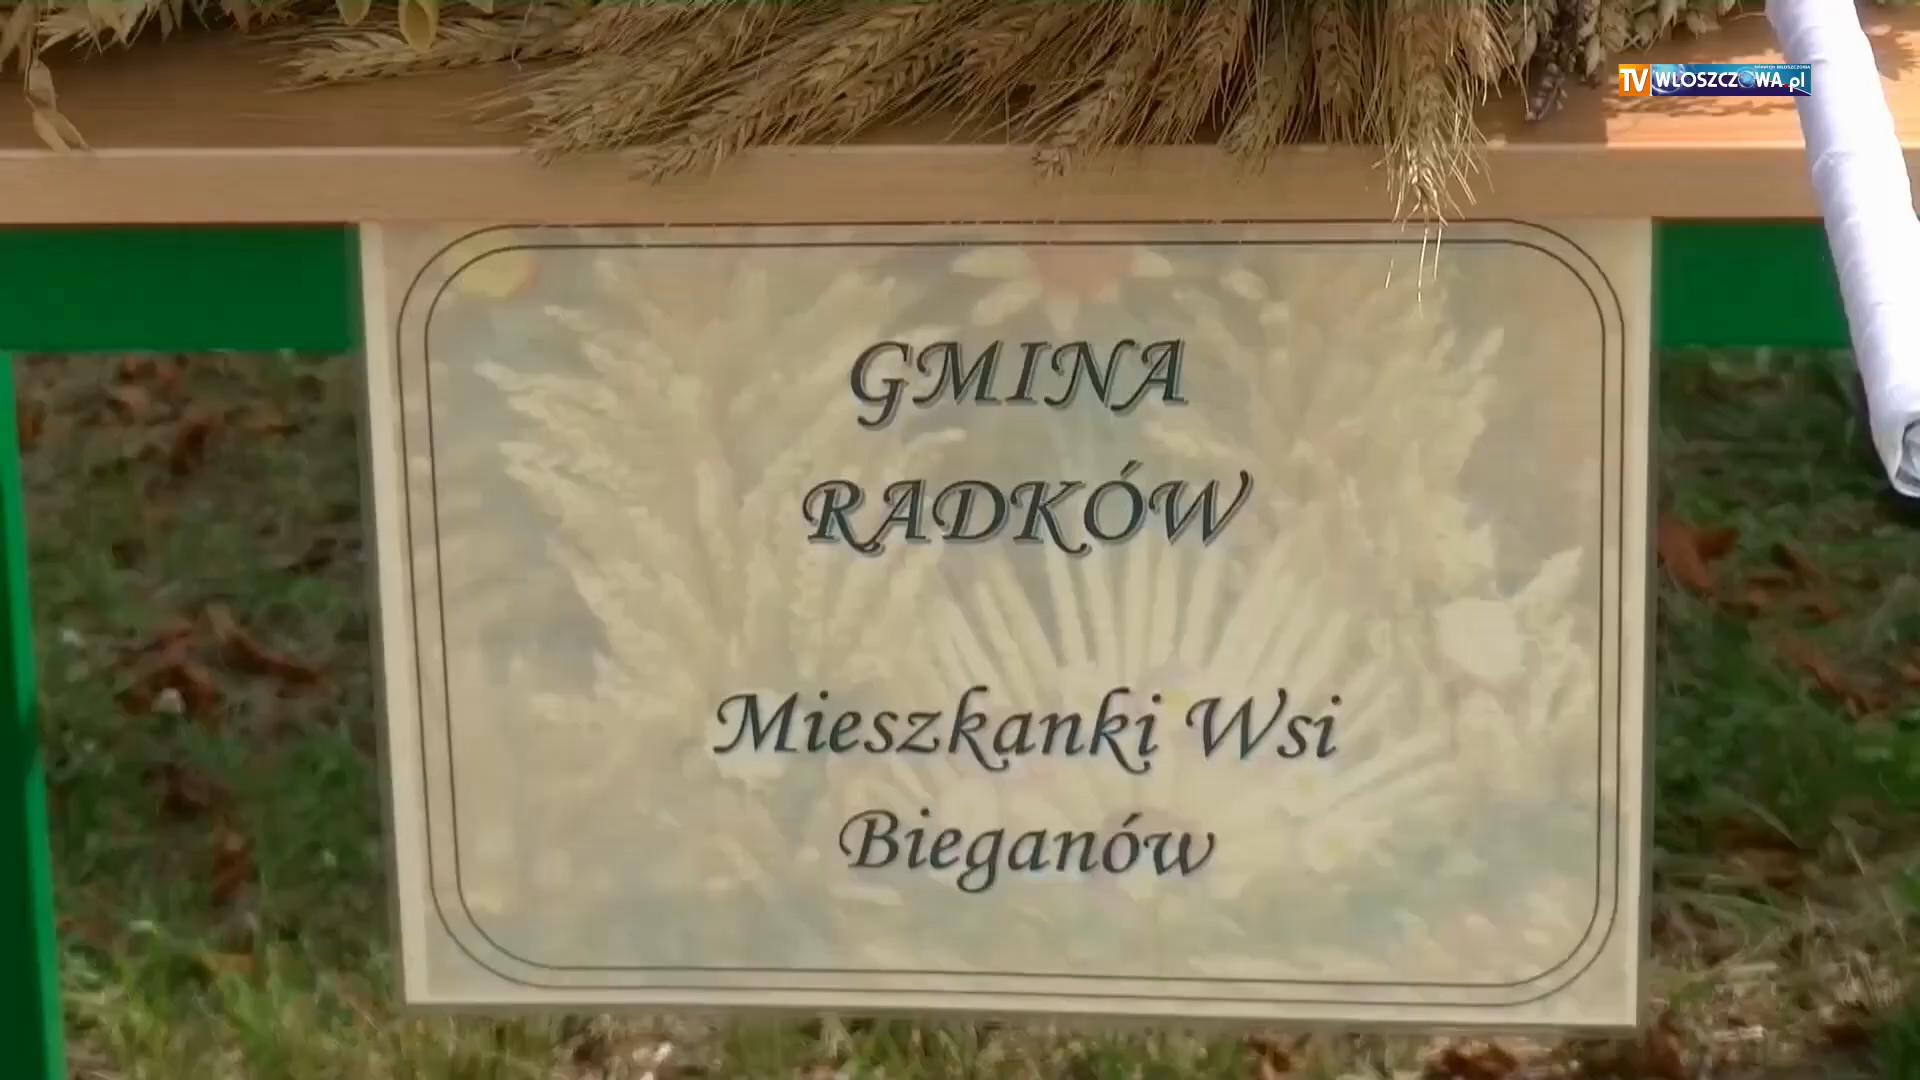 TV WLOSZCZOWA.pl
GMINA
RADKÓW
Mieszkanki Wsi
Bieganów